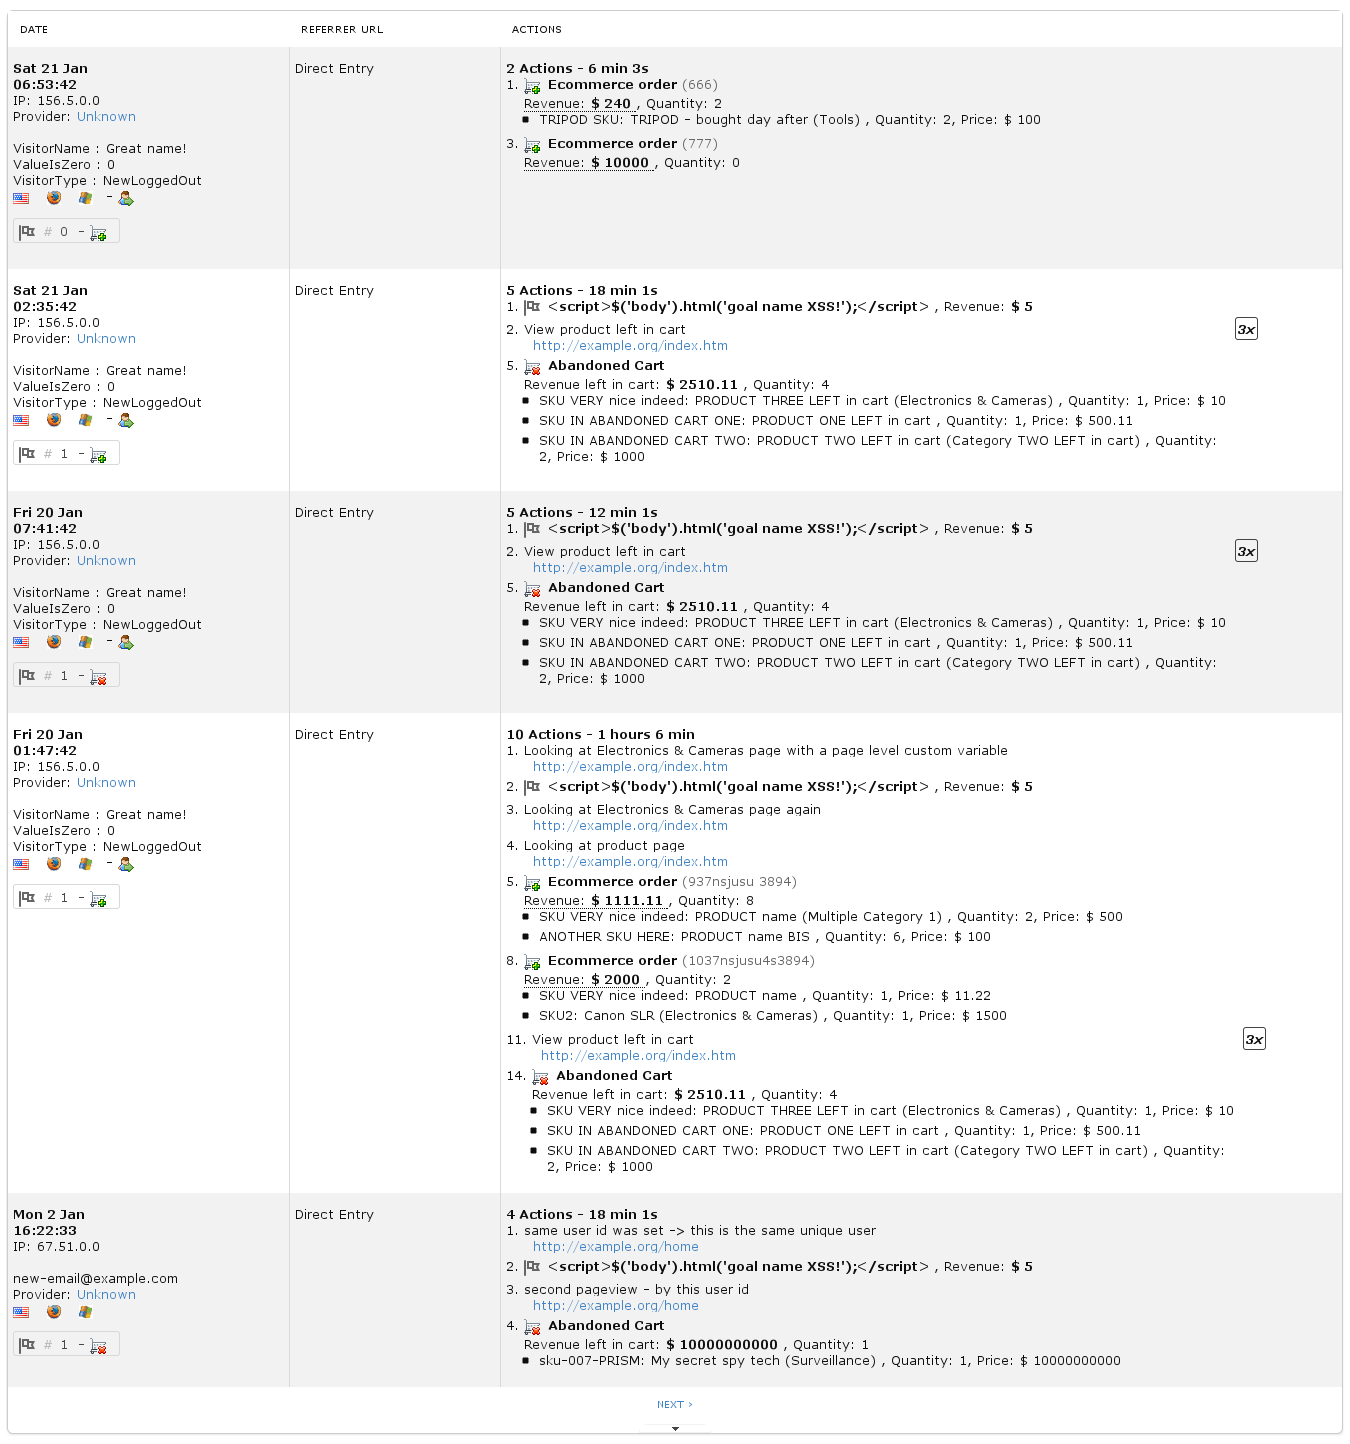 DATE
REFERRER URL
ACTIONS
Sat 21 Jan
06:53:42
IP: 156.5.0.0
Provider: Unknown
VisitorName : Great name!
ValueIsZero : 0
VisitorType : NewLoggedOut
-
# 0 -
Direct Entry
2 Actions - 6 min 3s
1. Ecommerce order (666)
Revenue: $ 240 , Quantity: 2
TRIPOD SKU: TRIPOD - bought day after (Tools) , Quantity: 2, Price: $ 100
3. Ecommerce order (777)
Revenue: $ 10000 , Quantity: 0
Sat 21 Jan
02:35:42
IP: 156.5.0.0
Provider: Unknown
VisitorName : Great name!
ValueIsZero : 0
VisitorType : NewLoggedOut
-
# 1 -
Direct Entry
5 Actions - 18 min 1s
1. <script>$('body').html('goal name XSS!');</script> , Revenue: $ 5
2. View product left in cart 3x
http://example.org/index.htm
5. Abandoned Cart
Revenue left in cart: $ 2510.11 , Quantity: 4
SKU VERY nice indeed: PRODUCT THREE LEFT in cart (Electronics & Cameras) , Quantity: 1, Price: $ 10
SKU IN ABANDONED CART ONE: PRODUCT ONE LEFT in cart , Quantity: 1, Price: $ 500.11
SKU IN ABANDONED CART TWO: PRODUCT TWO LEFT in cart (Category TWO LEFT in cart) , Quantity:
2, Price: $ 1000
Fri 20 Jan
07:41:42
IP: 156.5.0.0
Provider: Unknown
VisitorName : Great name!
ValueIsZero : 0
VisitorType : NewLoggedOut
-
# 1 -
Direct Entry
5 Actions - 12 min 1s
1. <script>$('body').html('goal name XSS!');</script> , Revenue: $ 5
2. View product left in cart 3x
http://example.org/index.htm
5. Abandoned Cart
Revenue left in cart: $ 2510.11 , Quantity: 4
SKU VERY nice indeed: PRODUCT THREE LEFT in cart (Electronics & Cameras) , Quantity: 1, Price: $ 10
SKU IN ABANDONED CART ONE: PRODUCT ONE LEFT in cart , Quantity: 1, Price: $ 500.11
SKU IN ABANDONED CART TWO: PRODUCT TWO LEFT in cart (Category TWO LEFT in cart) , Quantity:
2, Price: $ 1000
Fri 20 Jan
01:47:42
IP: 156.5.0.0
Provider: Unknown
VisitorName : Great name!
ValueIsZero : 0
VisitorType : NewLoggedOut
-
# 1 -
Direct Entry
10 Actions - 1 hours 6 min
1. Looking at Electronics & Cameras page with a page level custom variable
http://example.org/index.htm
2. <script>$('body').html('goal name XSS!');</script> , Revenue: $ 5
3. Looking at Electronics & Cameras page again
http://example.org/index.htm
4. Looking at product page
http://example.org/index.htm
5. Ecommerce order (937nsjusu 3894)
Revenue: $ 1111.11 , Quantity: 8
SKU VERY nice indeed: PRODUCT name (Multiple Category 1) , Quantity: 2, Price: $ 500
ANOTHER SKU HERE: PRODUCT name BIS , Quantity: 6, Price: $ 100
8. Ecommerce order (1037nsjusu4s3894)
Revenue: $ 2000 , Quantity: 2
SKU VERY nice indeed: PRODUCT name , Quantity: 1, Price: $ 11.22
SKU2: Canon SLR (Electronics & Cameras) , Quantity: 1, Price: $ 1500
11. View product left in cart 3x
http://example.org/index.htm
14. Abandoned Cart
Revenue left in cart: $ 2510.11 , Quantity: 4
SKU VERY nice indeed: PRODUCT THREE LEFT in cart (Electronics & Cameras) , Quantity: 1, Price: $ 10
SKU IN ABANDONED CART ONE: PRODUCT ONE LEFT in cart , Quantity: 1, Price: $ 500.11
SKU IN ABANDONED CART TWO: PRODUCT TWO LEFT in cart (Category TWO LEFT in cart) , Quantity:
2, Price: $ 1000
Mon 2 Jan
16:22:33
IP: 67.51.0.0
new-email@example.com
Provider: Unknown
# 1 -
Direct Entry
4 Actions - 18 min 1s
1. same user id was set -> this is the same unique user
http://example.org/home
2. <script>$('body').html('goal name XSS!');</script> , Revenue: $ 5
3. second pageview - by this user id
http://example.org/home
4. Abandoned Cart
Revenue left in cart: $ 10000000000 , Quantity: 1
sku-007-PRISM: My secret spy tech (Surveillance) , Quantity: 1, Price: $ 10000000000
NEXT ›